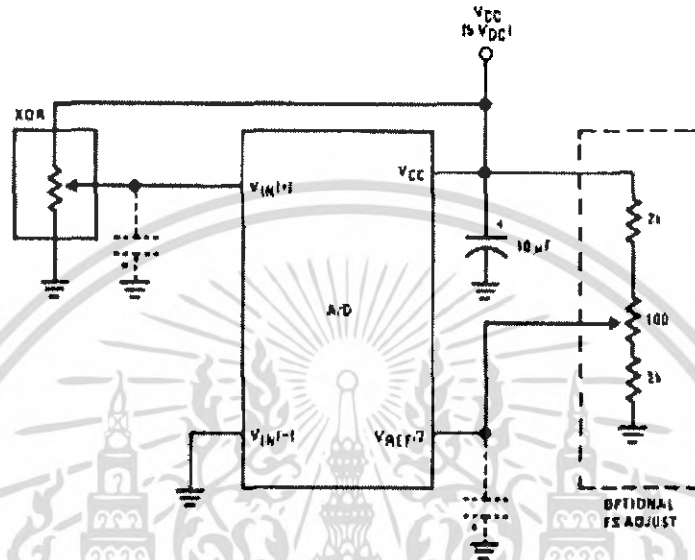 VCC
(5 VDC)
XDR
VIN(+)
VCC
2k
+
10 µF
A/D
100
2k
VIN(-)
VREF/2
*
*
OPTIONAL
FS ADJUST